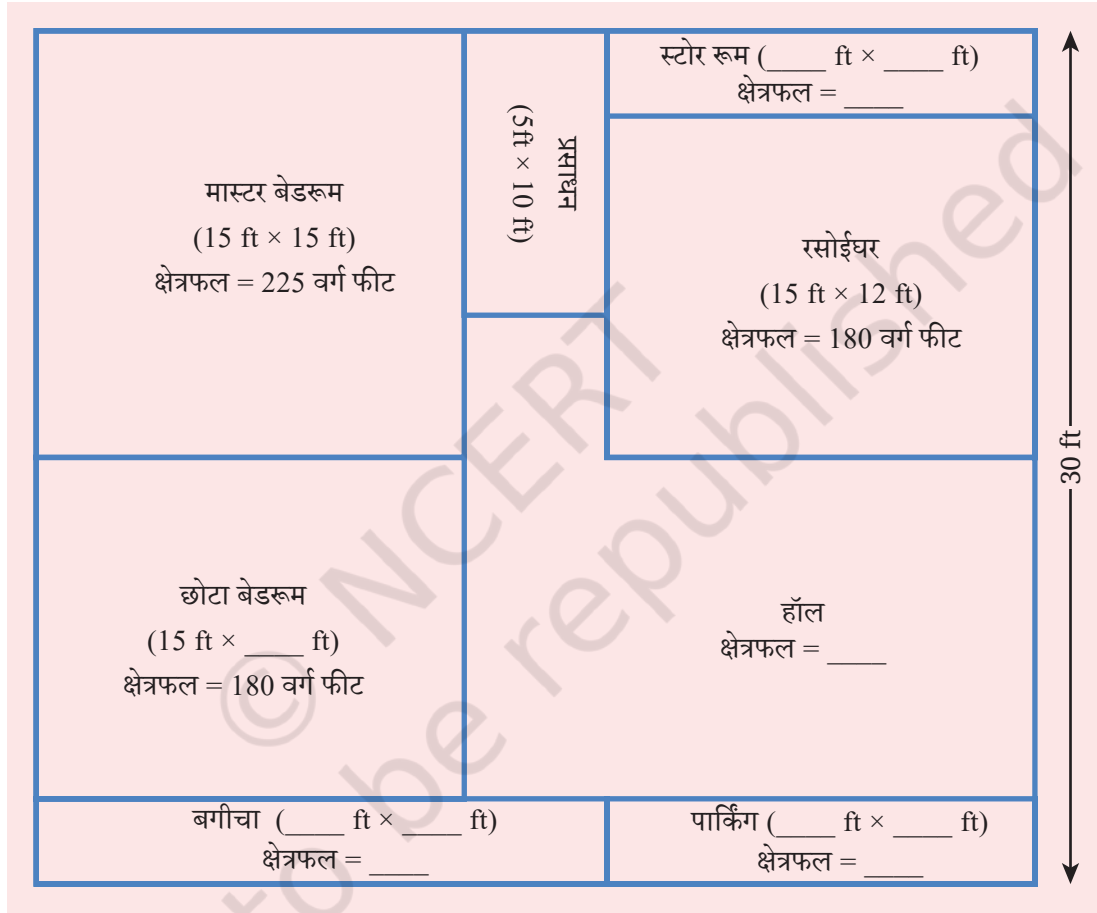 मास्टर बेडरूम
(15 ft × 15 ft)
क्षेत्रफल = 225 वर्ग फीट
प्रसाधन
(5ft × 10 ft)
स्टोर रूम (____ ft × ____ ft)
क्षेत्रफल = ____
रसोईघर
(15 ft × 12 ft)
क्षेत्रफल = 180 वर्ग फीट
30 ft
छोटा बेडरूम
(15 ft × ____ ft)
क्षेत्रफल = 180 वर्ग फीट
हॉल
क्षेत्रफल = ____
बगीचा (____ ft × ____ ft)
क्षेत्रफल = ____
पार्किंग (____ ft × ____ ft)
क्षेत्रफल = ____
© NCERT
to be republished